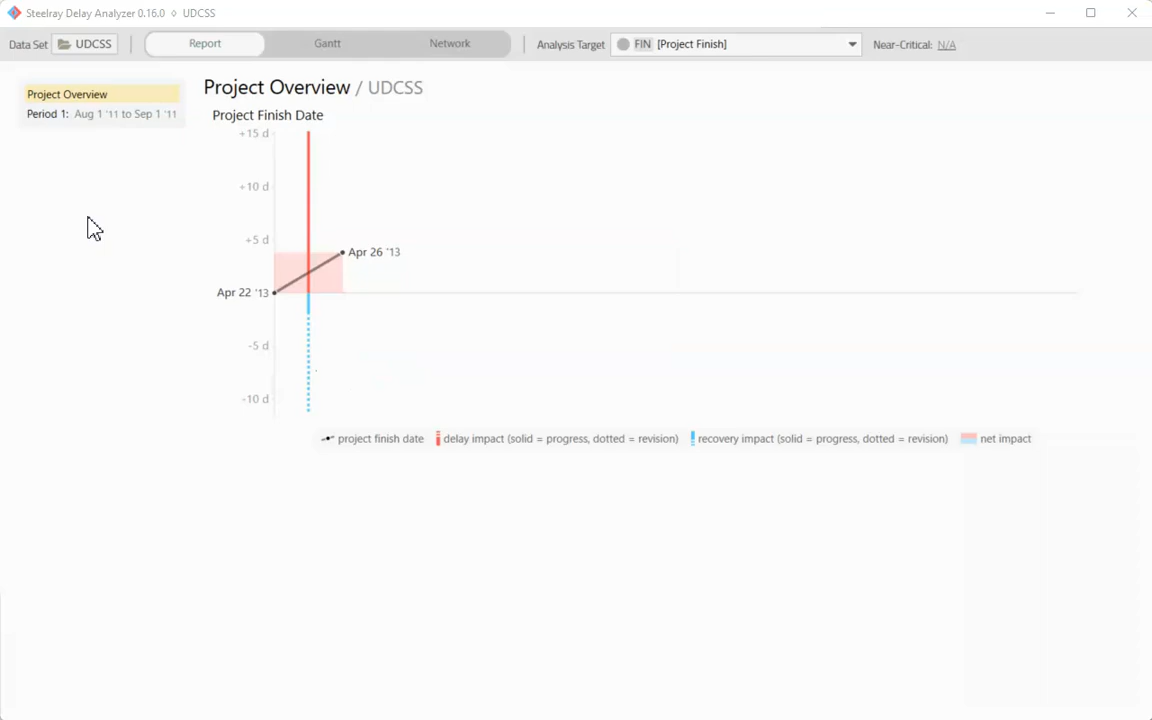 Steelray Delay Analyzer 0.16.0 ◊ UDCSS
Data Set UDCSS Report Gantt Network Analysis Target FIN [Project Finish] Near-Critical: N/A
Project Overview
Period 1: Aug 1 '11 to Sep 1 '11
Project Overview / UDCSS
Project Finish Date
+15 d
+10 d
+5 d
Apr 26 '13
Apr 22 '13
-5 d
-10 d
project finish date delay impact (solid = progress, dotted = revision) recovery impact (solid = progress, dotted = revision) net impact